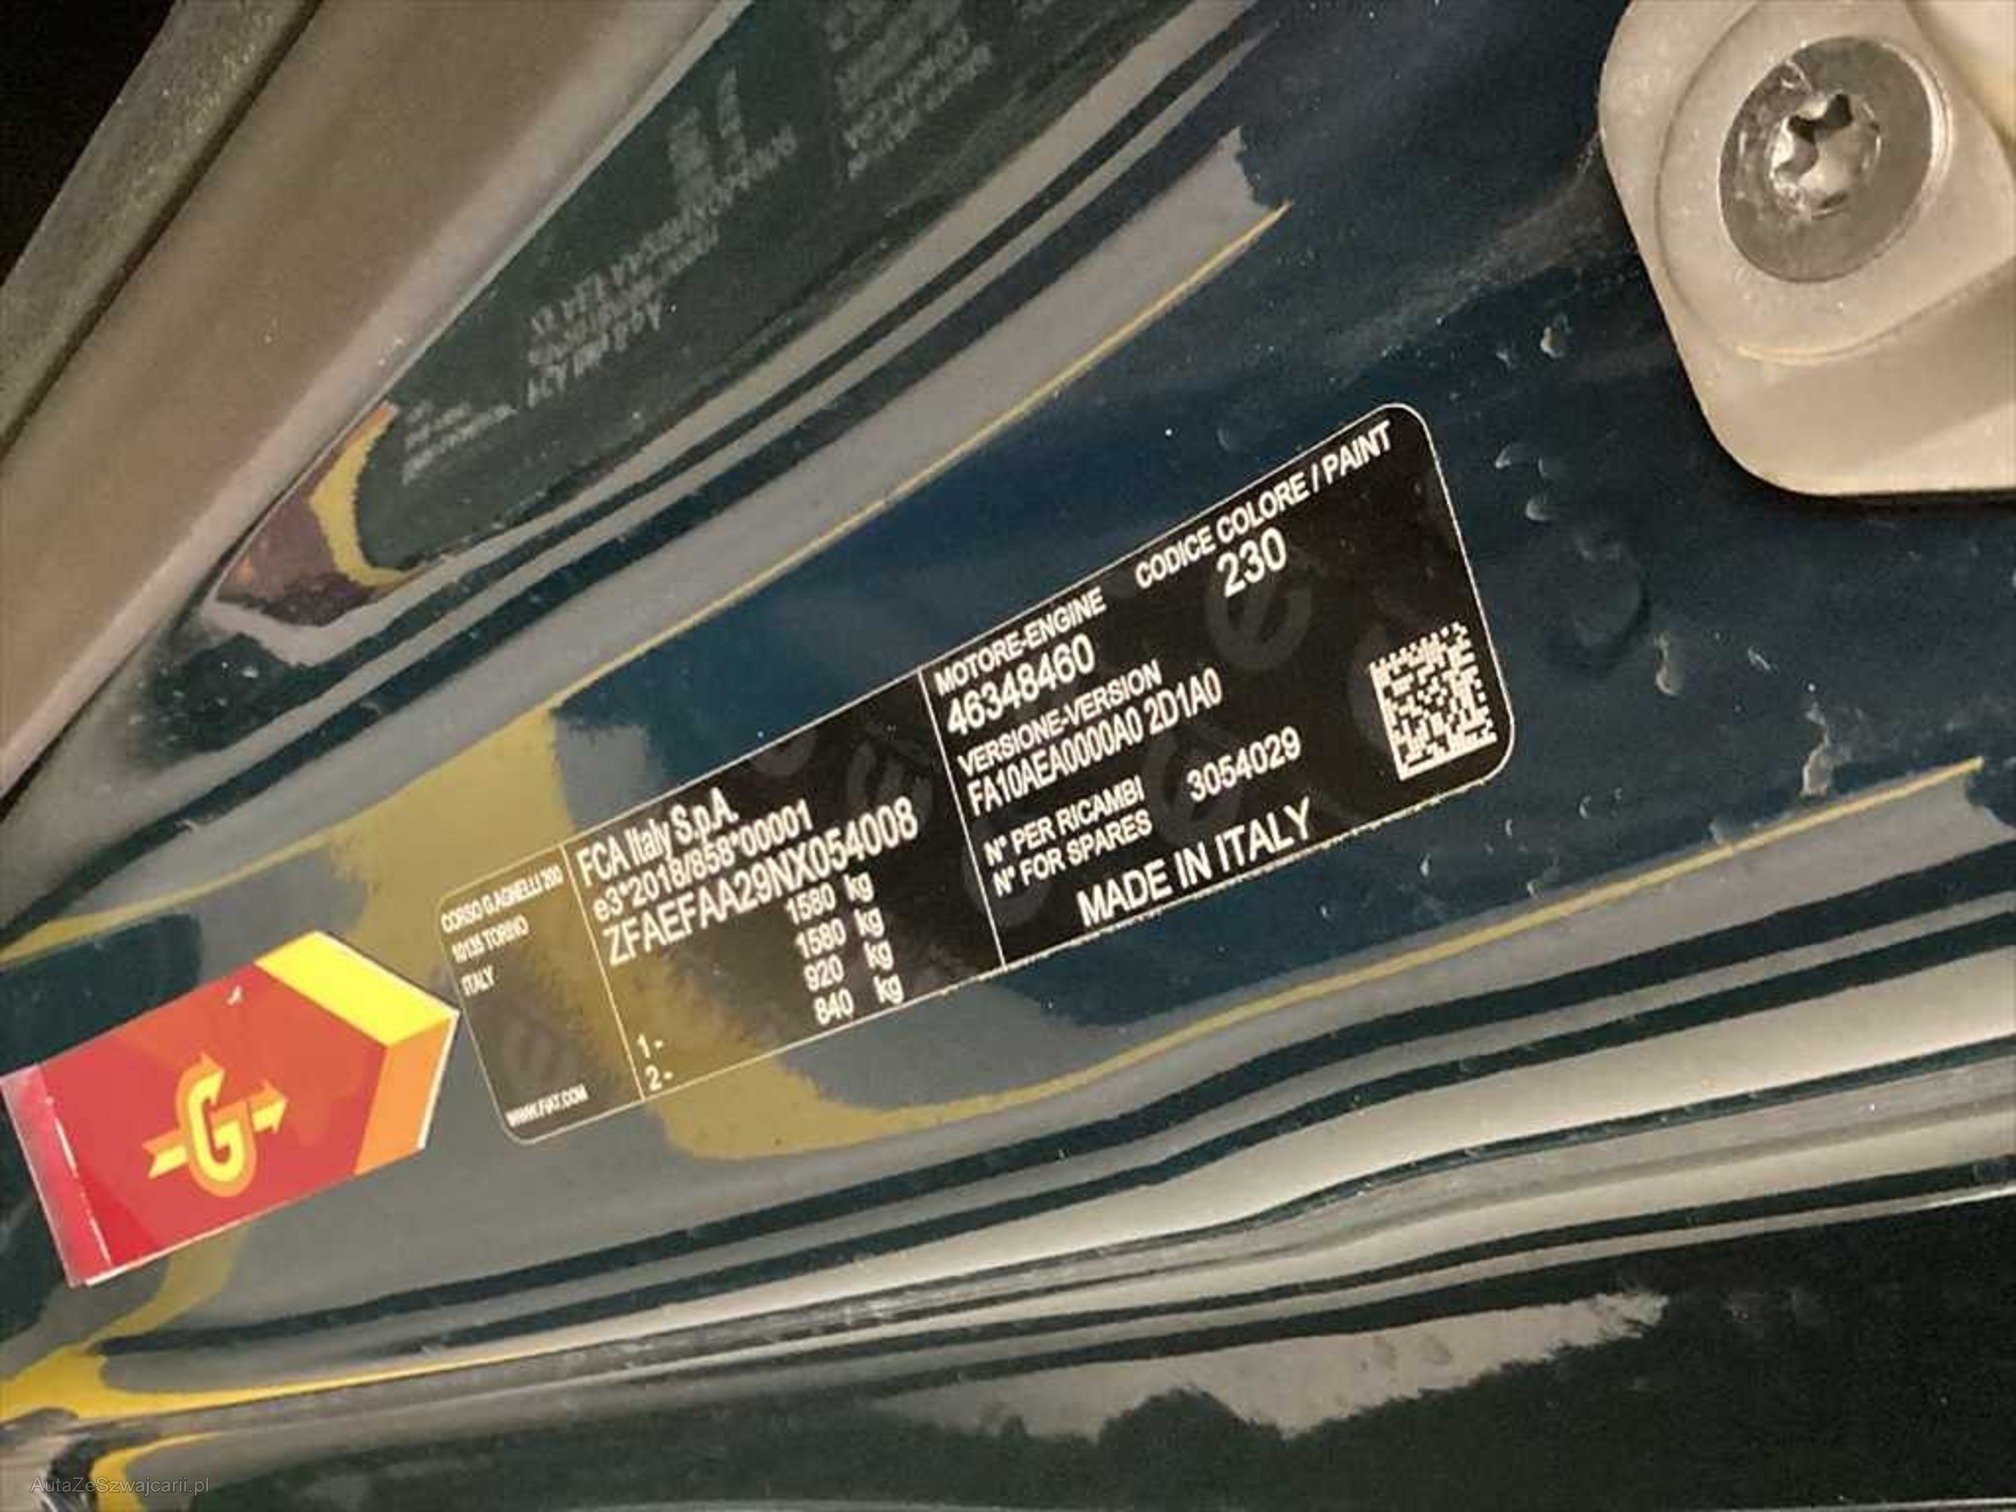 CORSO G.AGNELLI 200
10135 TORINO
ITALY
WWW.FIAT.COM
FCA Italy S.p.A.
e3*2018/858*00001
ZFAEFAA29NX054008
1580 kg
1580 kg
1 - 920 kg
2 - 840 kg
MOTORE-ENGINE
46348460
CODICE COLORE / PAINT
230
VERSIONE-VERSION
FA10AEA0000A0 2D1A0
N° PER RICAMBI
N° FOR SPARES
3054029
MADE IN ITALY
G
AutaZeSzwajcarii.pl